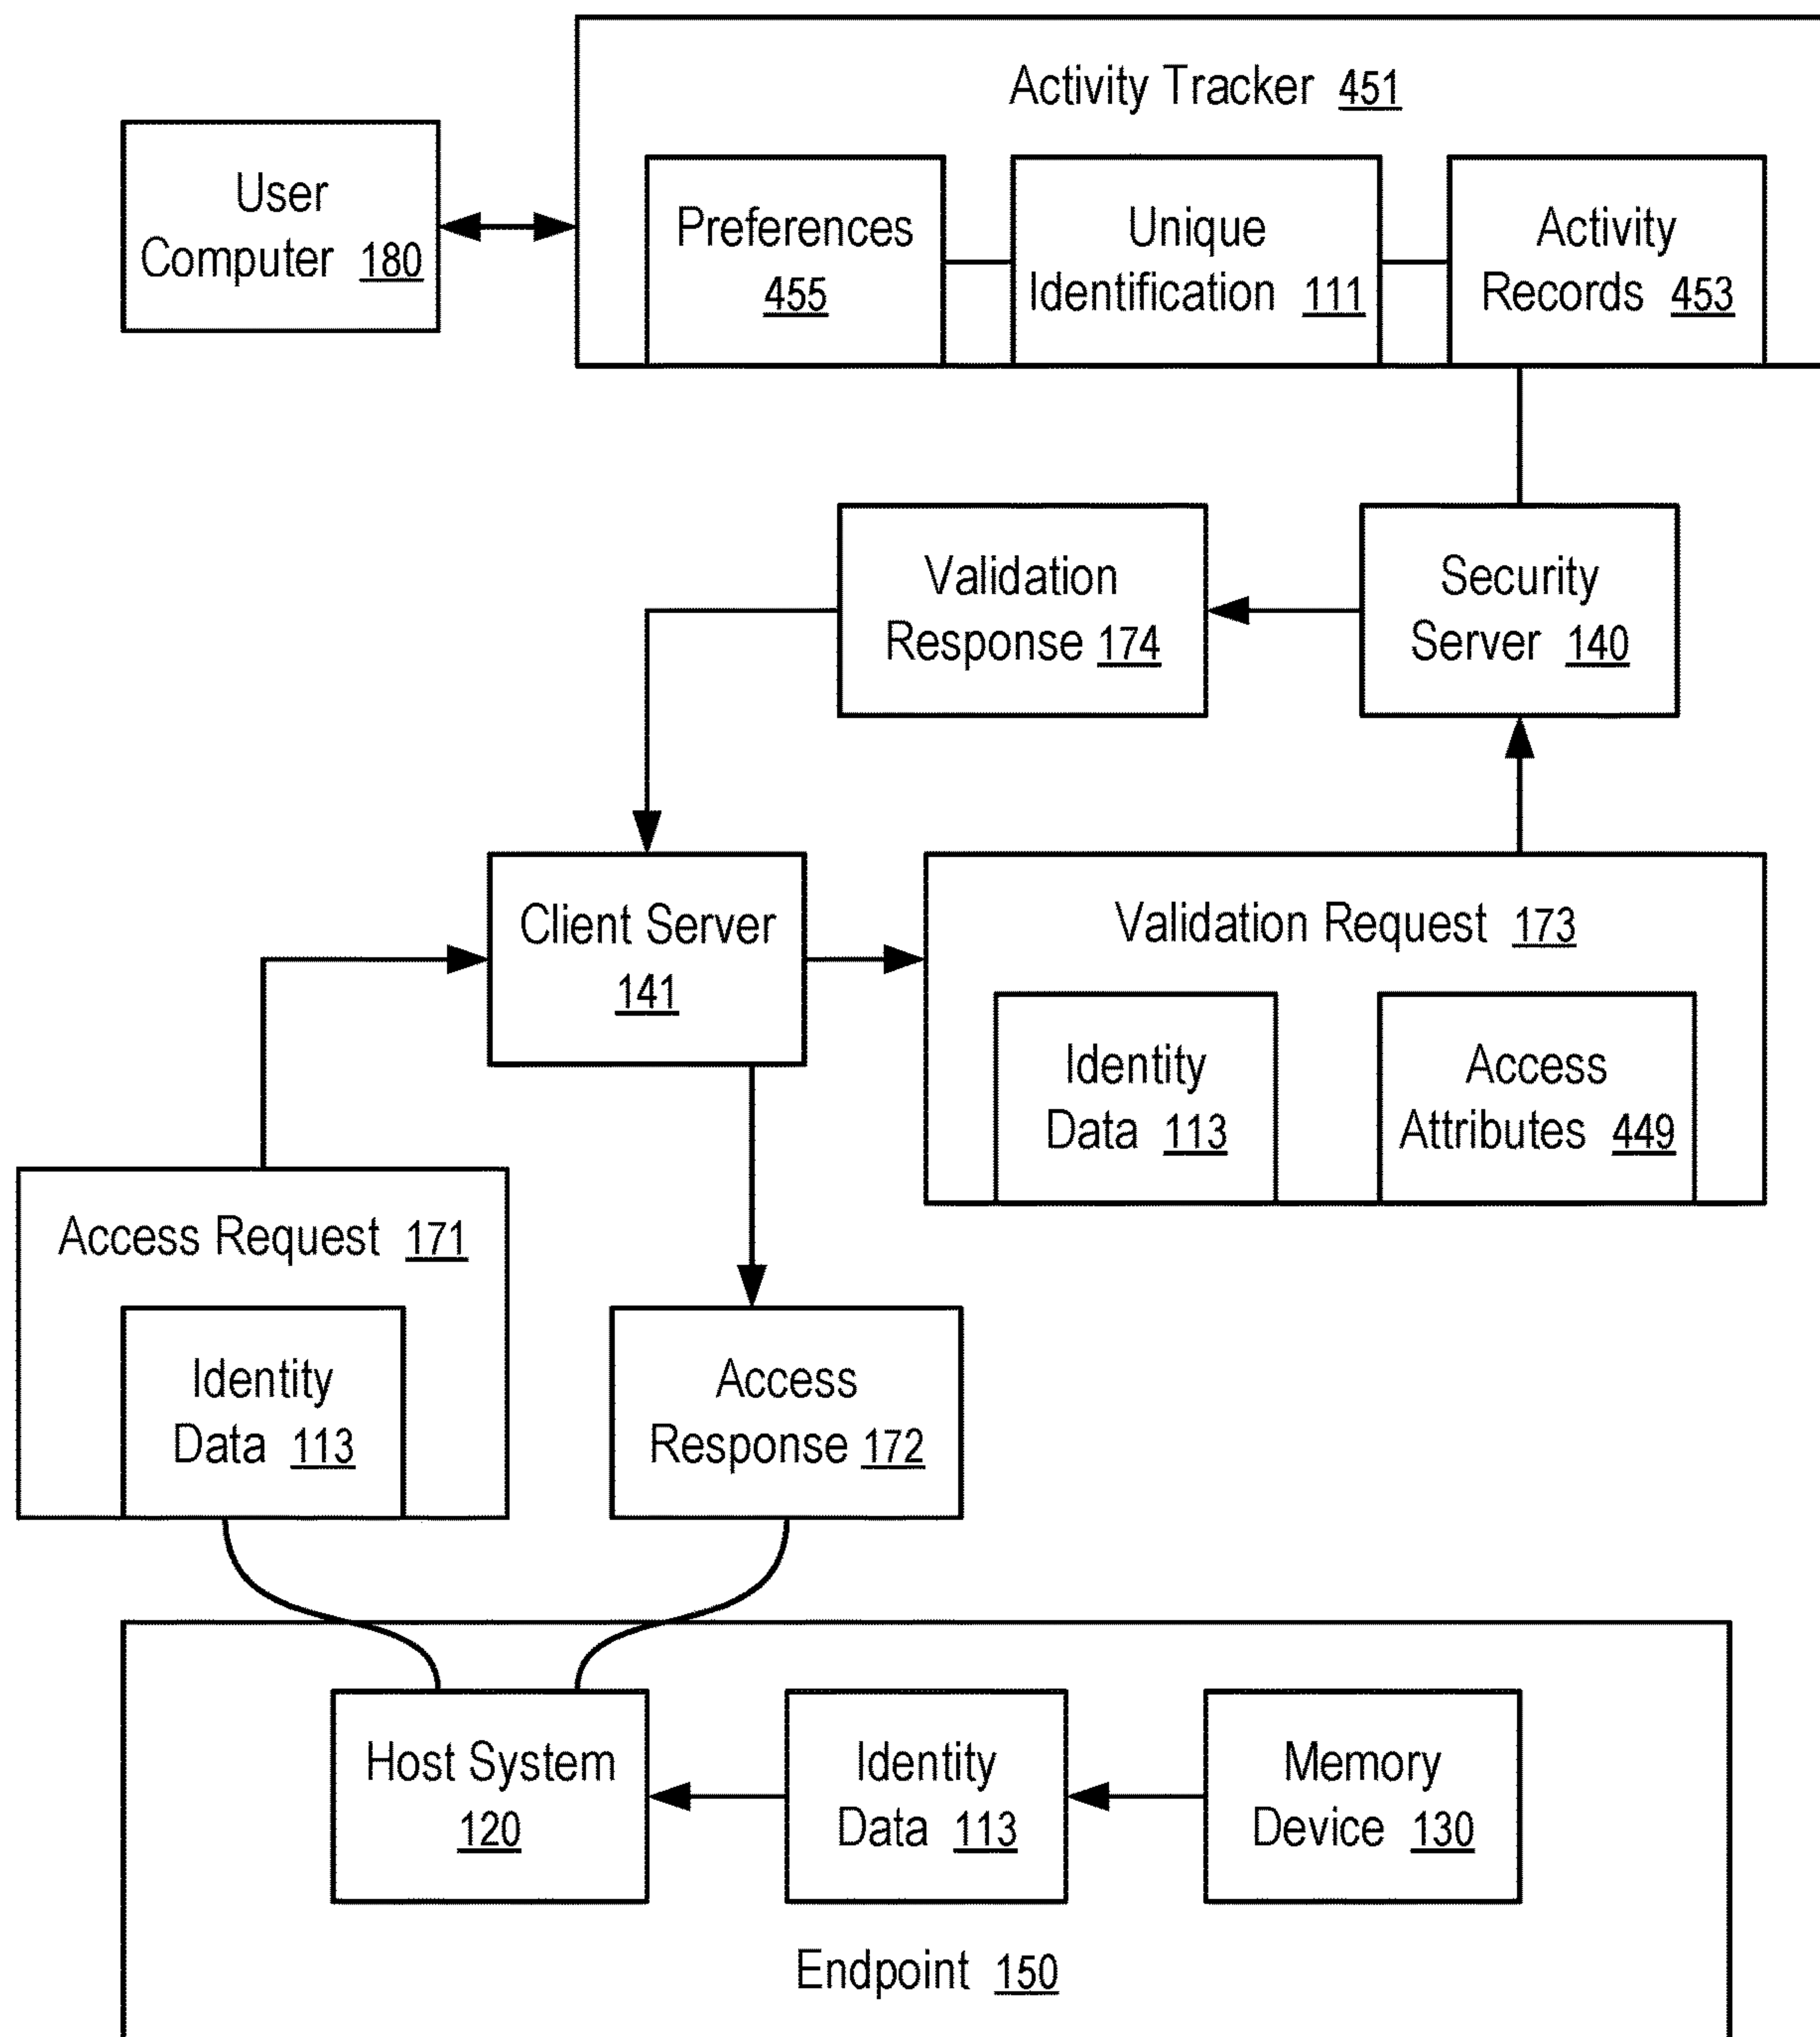 Activity Tracker 451
User
Computer 180
Preferences
455
Unique
Identification 111
Activity
Records 453
Validation
Response 174
Security
Server 140
Client Server
141
Validation Request 173
Identity
Data 113
Access
Attributes 449
Access Request 171
Identity
Data 113
Access
Response 172
Host System
120
Identity
Data 113
Memory
Device 130
Endpoint 150